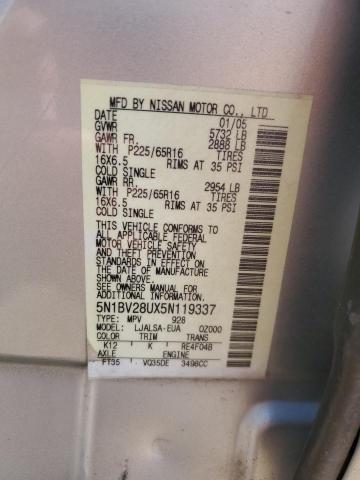 MFD BY NISSAN MOTOR CO., LTD
DATE 01/05
GVWR 5732 LB
GAWR FR. 2888 LB
WITH P225/65R16 TIRES
16X6.5 RIMS AT 35 PSI
COLD SINGLE
GAWR RR. 2954 LB
WITH P225/65R16 TIRES
16X6.5 RIMS AT 35 PSI
COLD SINGLE
THIS VEHICLE CONFORMS TO
ALL APPLICABLE FEDERAL
MOTOR VEHICLE SAFETY
AND THEFT PREVENTION
STANDARDS IN EFFECT ON
THE DATE OF MANUFACTURE
SHOWN ABOVE.
SEE OWNERS MANUAL FOR
ADDITIONAL INFORMATION.
5N1BV28UX5N119337
TYPE: MPV 928
MODEL: LJALSA-EUA 0Z000
COLOR TRIM TRANS
K12 K RE4F04B
AXLE ENGINE
FT35 VQ35DE 3498CC